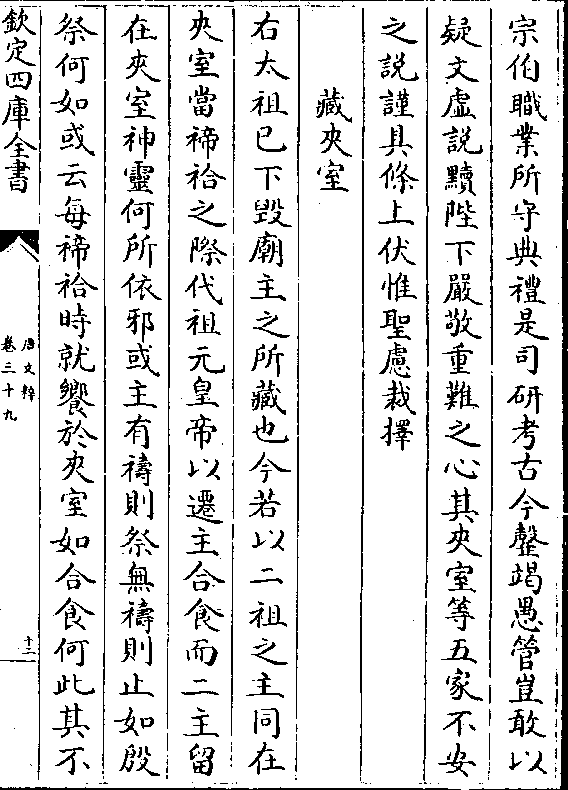 宗伯職業所守典禮是司研考古今罄竭愚管豈敢以
疑文虛説黷陛下嚴敬重難之心其夾室等五家不安
之説謹具條上伏惟聖慮裁擇
藏夾室
右太祖已下毀廟主之所藏也今若以二祖之主同在
夾室當禘祫之際代祖元皇帝以遷主合食而二主留
在夾室神靈何所依邪或主有禱則祭無禱則止如殷
祭何如或云每禘祫時就饗於夾室如合食何此其不
欽定四庫全書
唐文粹
卷三十九
十二